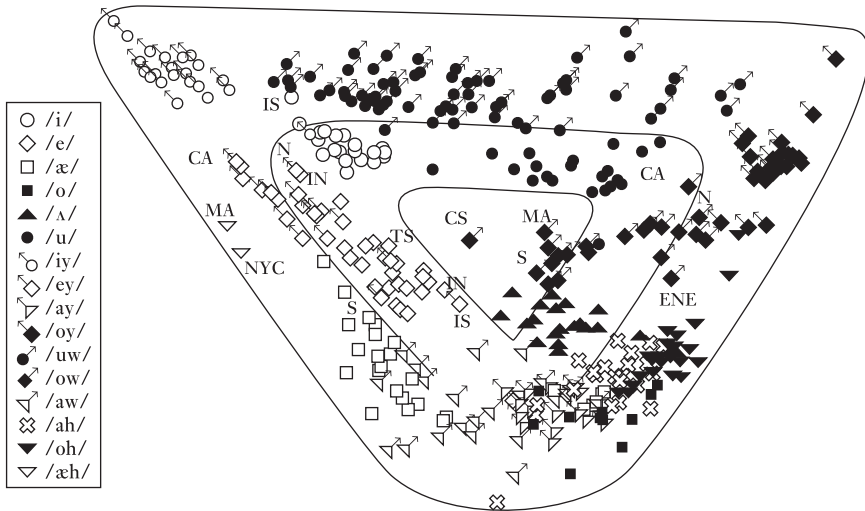 /i/
/e/
/æ/
/o/
/ʌ/
/u/
/iy/
/ey/
/ay/
/oy/
/uw/
/ow/
/aw/
/ah/
/oh/
/æh/
IS
N
CA
IN
CA
N
MA
CS
MA
TS
NYC
S
IN
ENE
S
IS